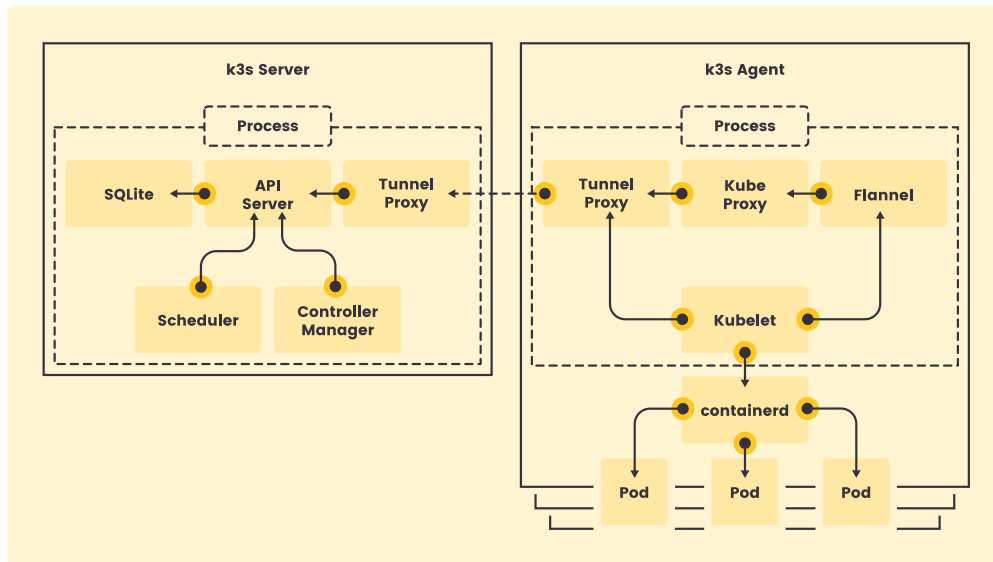 k3s Server
Process
SQLite
API
Server
Tunnel
Proxy
Scheduler
Controller
Manager
k3s Agent
Process
Tunnel
Proxy
Kube
Proxy
Flannel
Kubelet
containerd
Pod
Pod
Pod